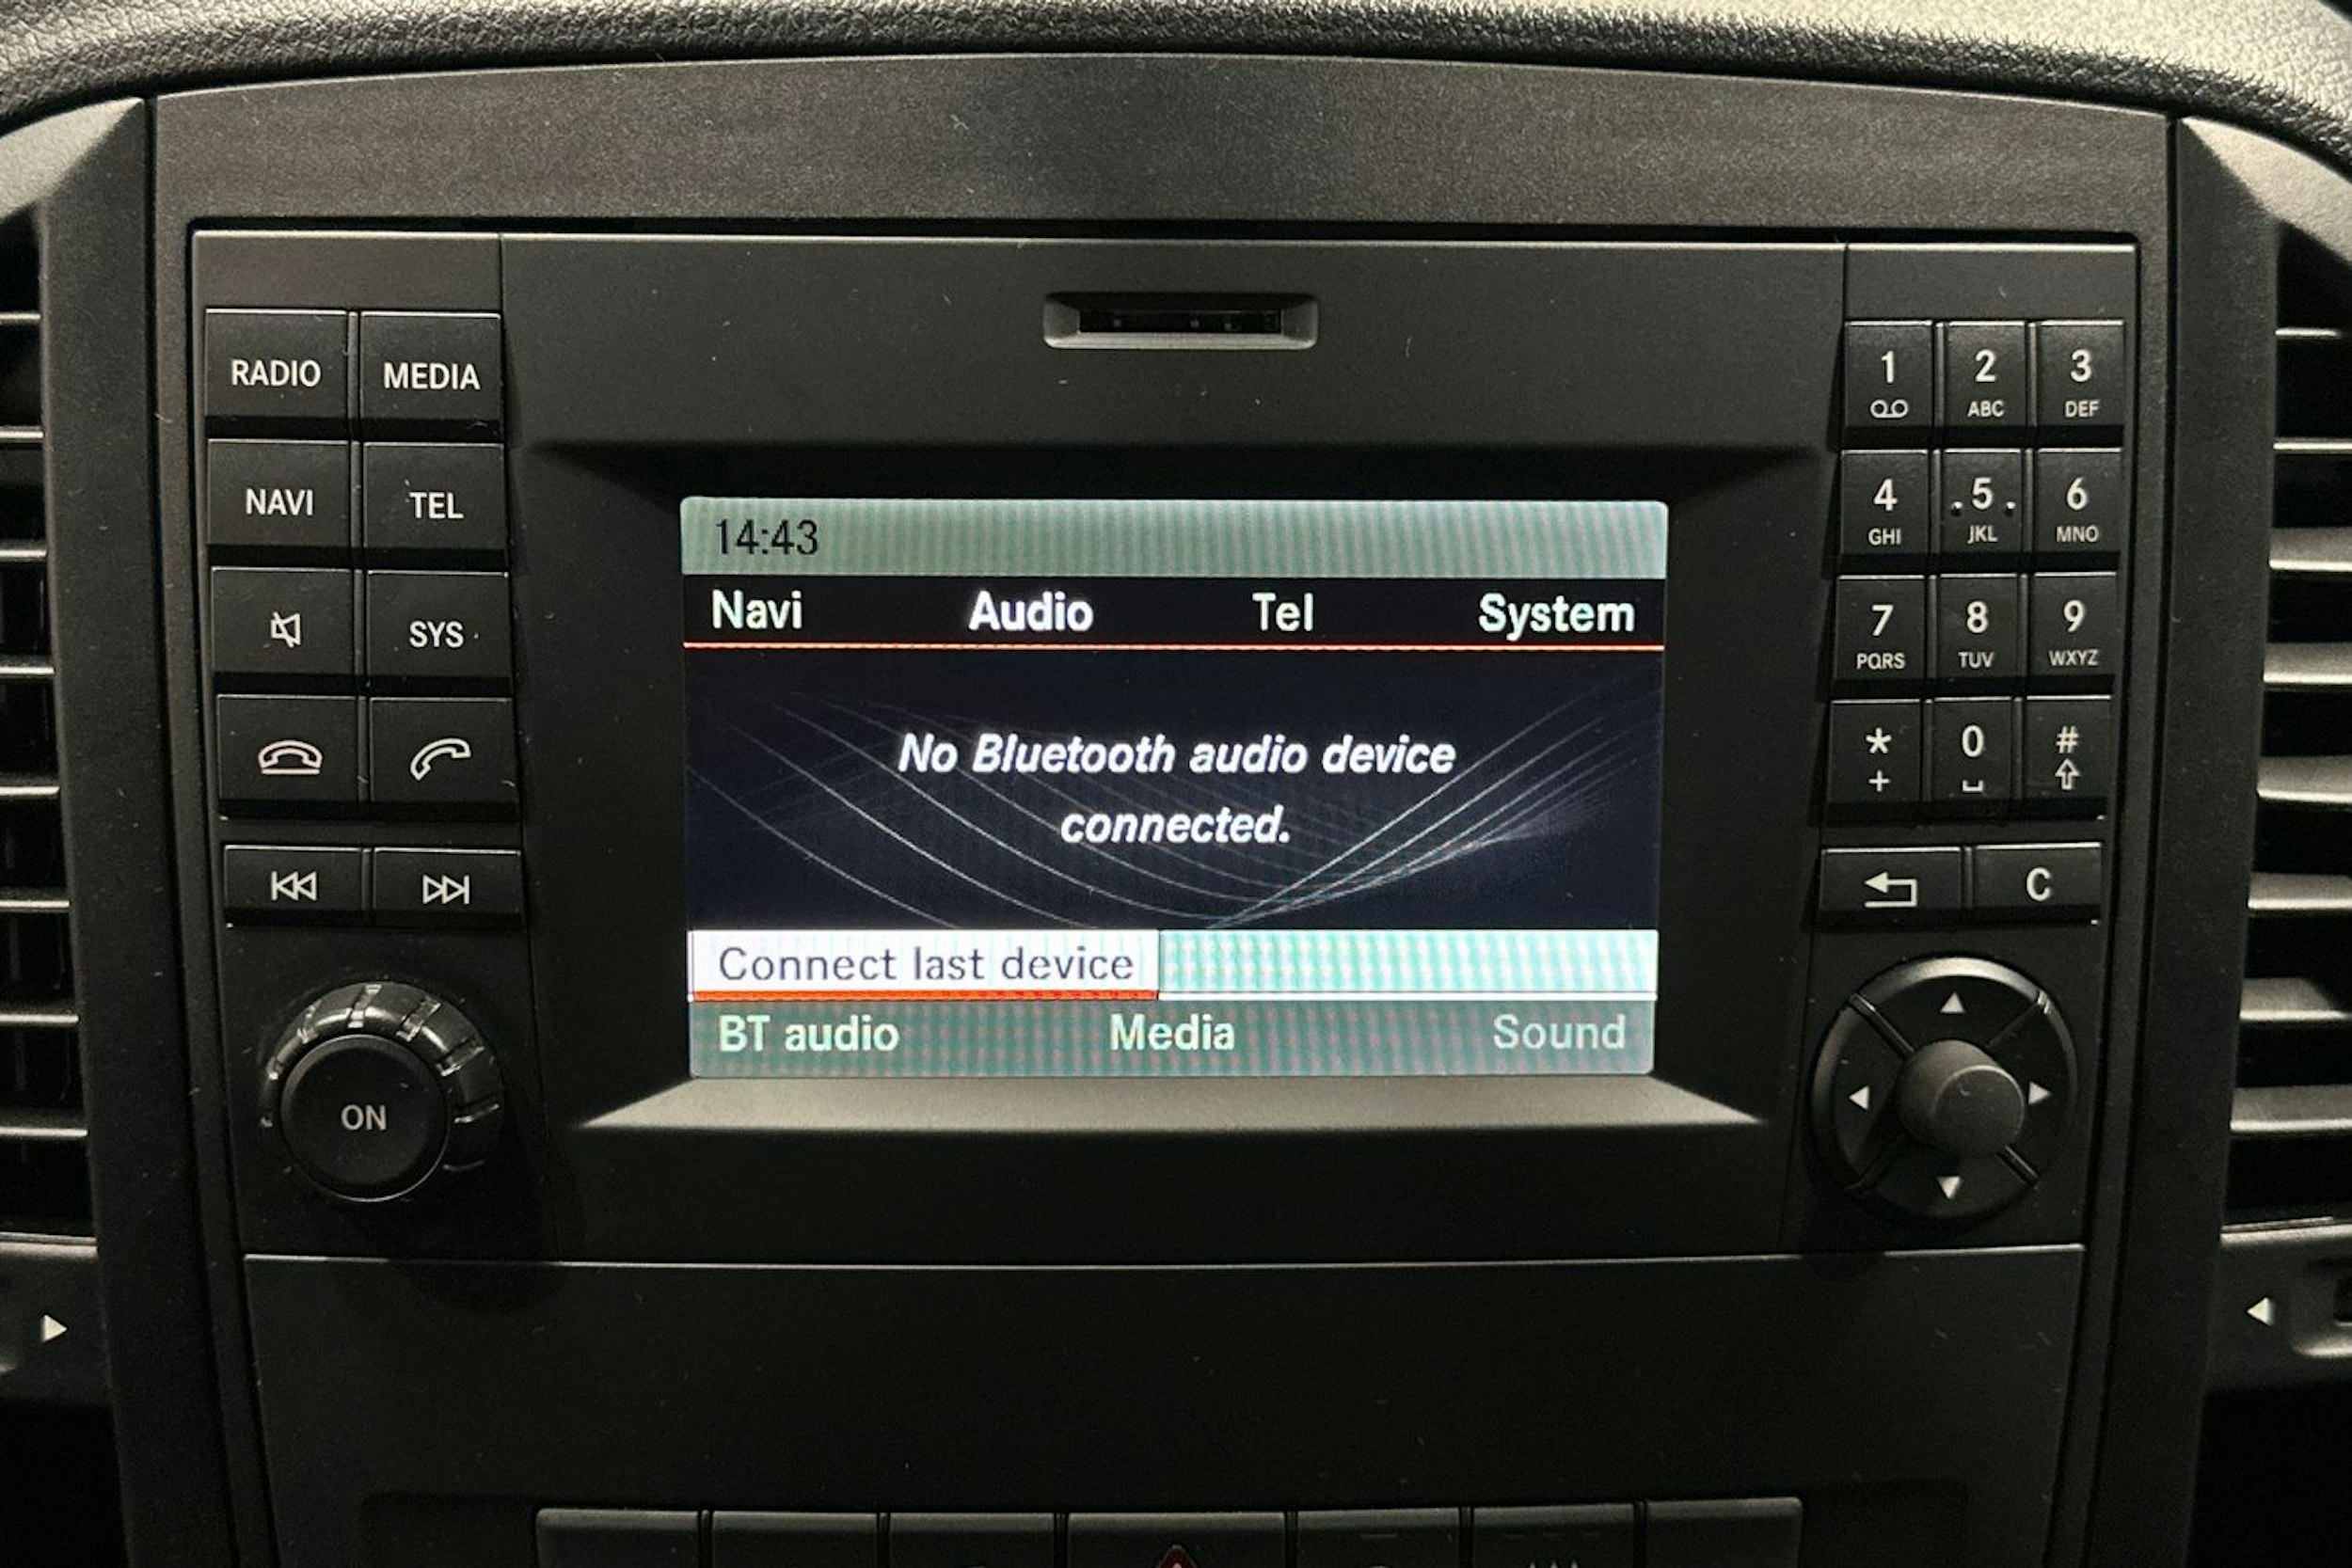 RADIO MEDIA
NAVI TEL
SYS
ON
14:43
Navi Audio Tel System
No Bluetooth audio device
connected.
Connect last device
BT audio Media Sound
1 2 3
ABC DEF
4 5 6
GHI JKL MNO
7 8 9
PQRS TUV WXYZ
* 0 #
+
C